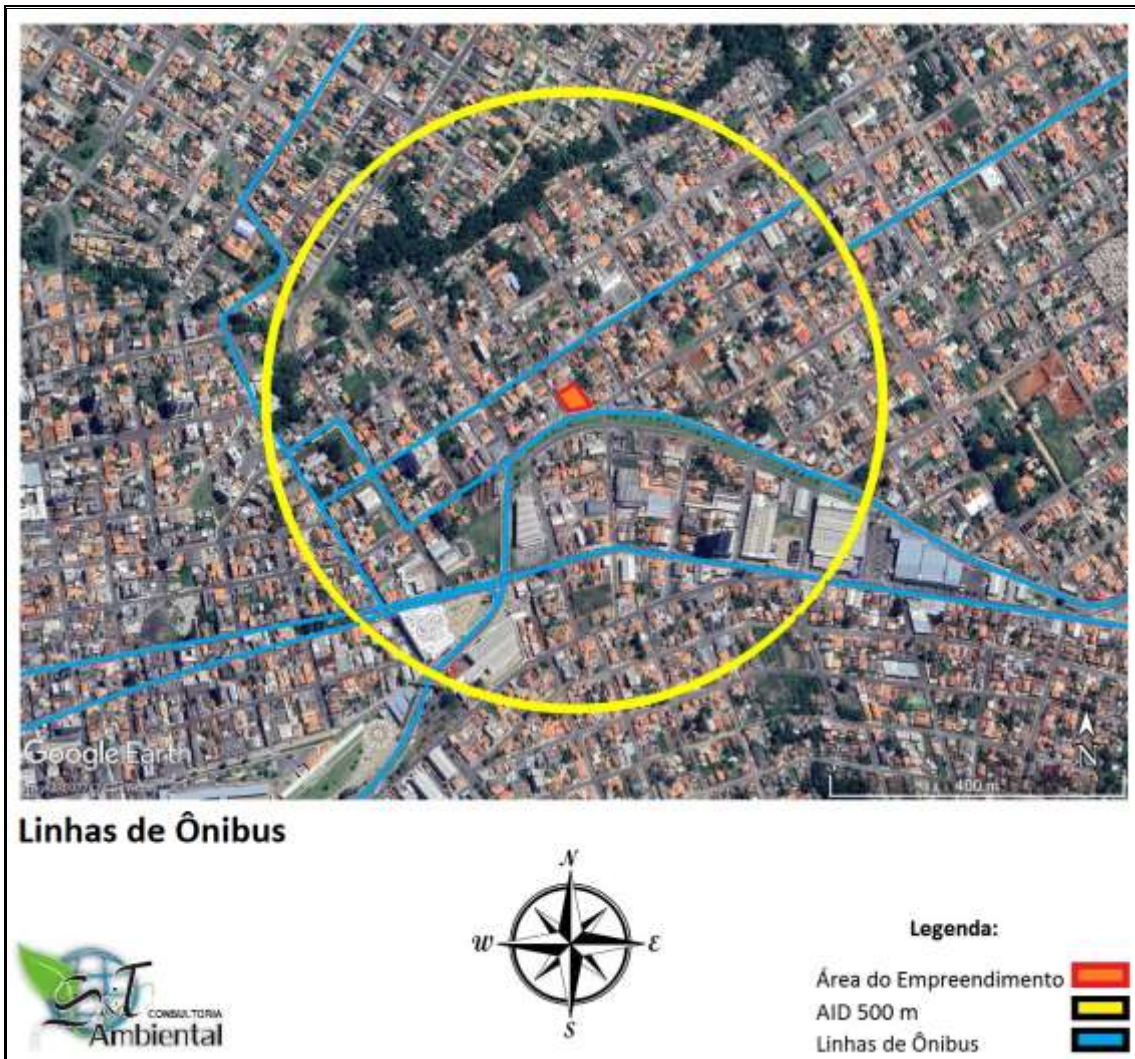 Google Earth
400 m
N
Linhas de Ônibus
N
W
E
S
CONSULTORIA
Ambiental
Legenda:
Área do Empreendimento
AID 500 m
Linhas de Ônibus